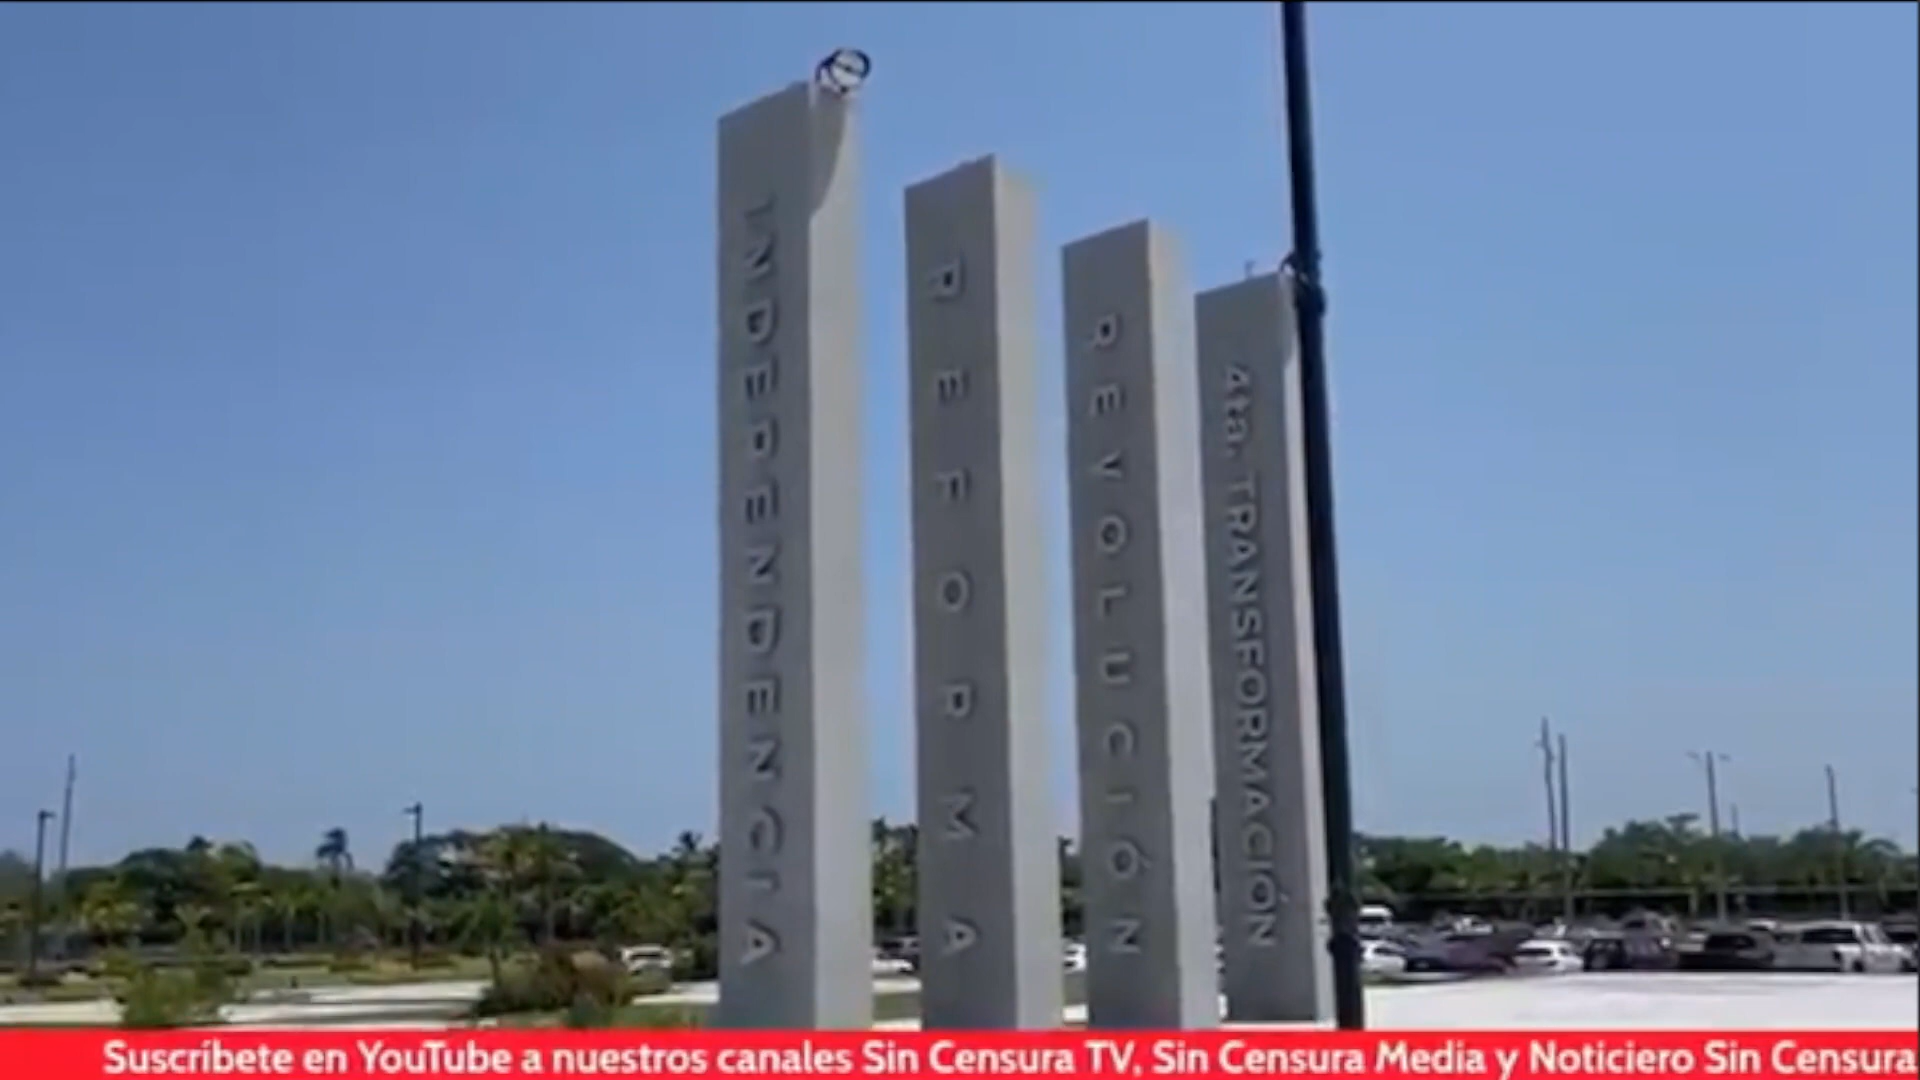 INDEPENDENCIA
REFORMA
REVOLUCIÓN
4ta. TRANSFORMACIÓN
Suscríbete en YouTube a nuestros canales Sin Censura TV, Sin Censura Media y Noticiero Sin Censura